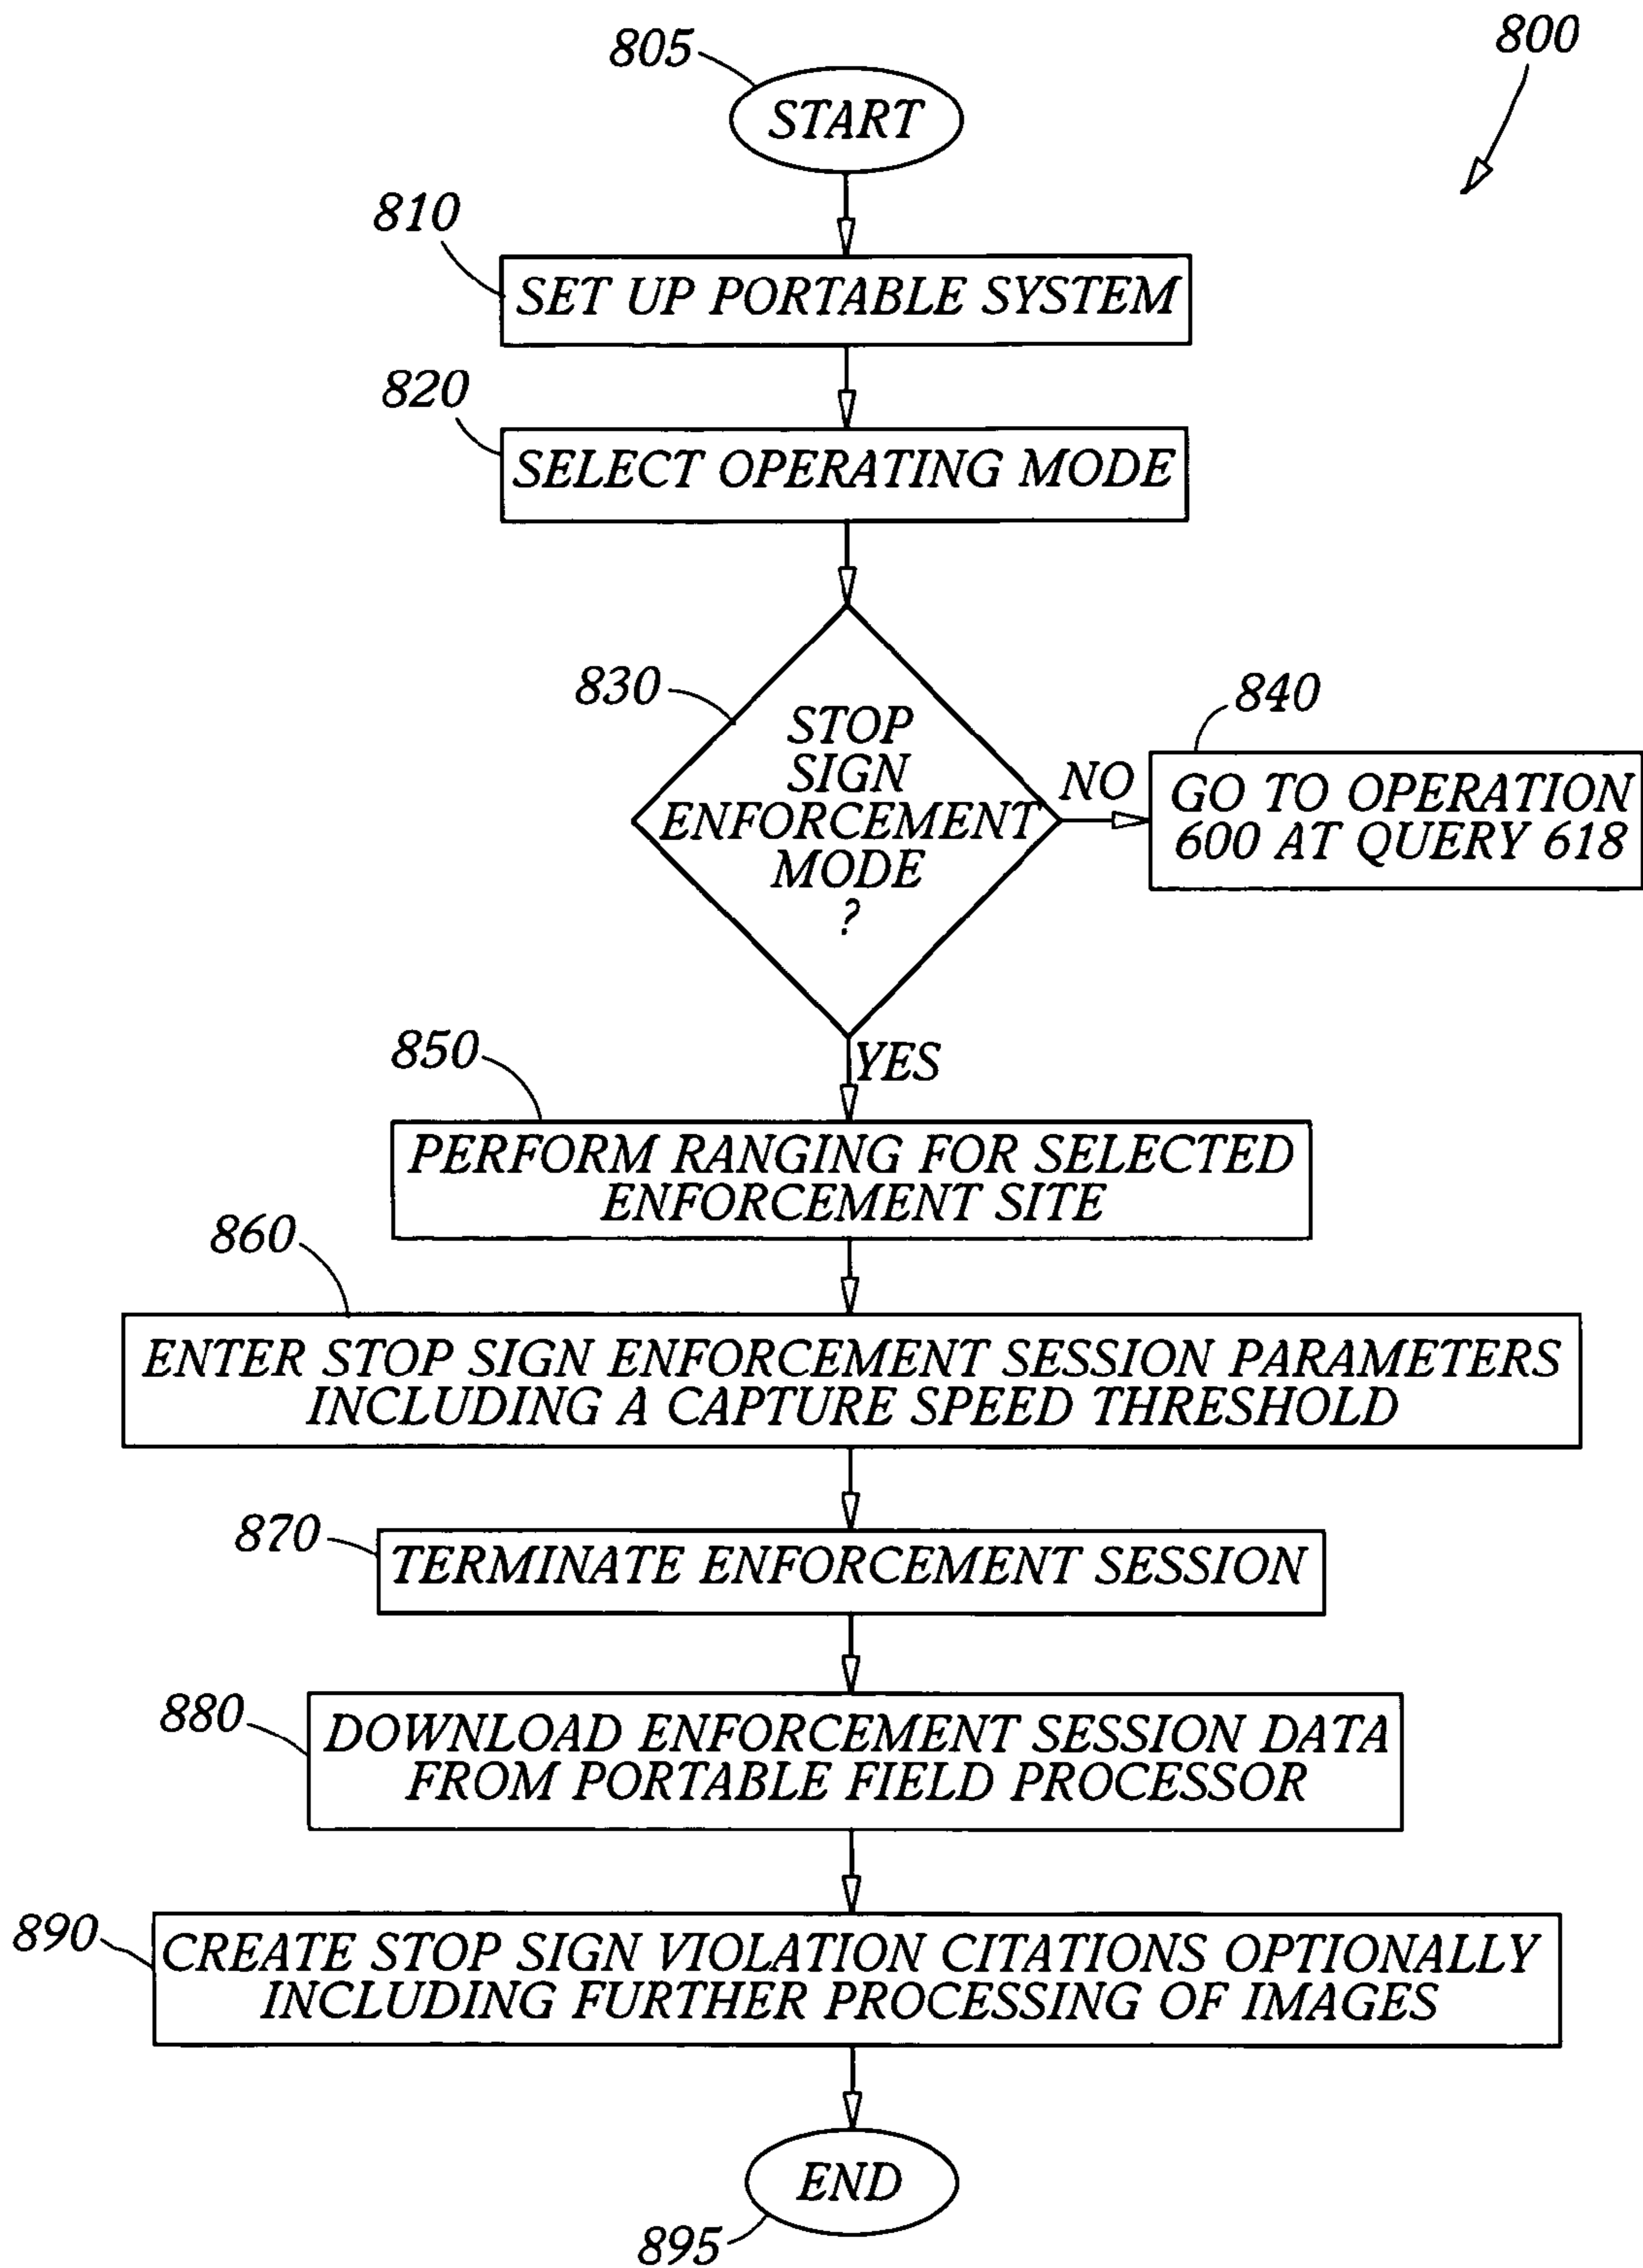 805
800
START
810
SET UP PORTABLE SYSTEM
820
SELECT OPERATING MODE
830
STOP
SIGN
ENFORCEMENT
MODE
?
NO
840
GO TO OPERATION
600 AT QUERY 618
YES
850
PERFORM RANGING FOR SELECTED
ENFORCEMENT SITE
860
ENTER STOP SIGN ENFORCEMENT SESSION PARAMETERS
INCLUDING A CAPTURE SPEED THRESHOLD
870
TERMINATE ENFORCEMENT SESSION
880
DOWNLOAD ENFORCEMENT SESSION DATA
FROM PORTABLE FIELD PROCESSOR
890
CREATE STOP SIGN VIOLATION CITATIONS OPTIONALLY
INCLUDING FURTHER PROCESSING OF IMAGES
END
895